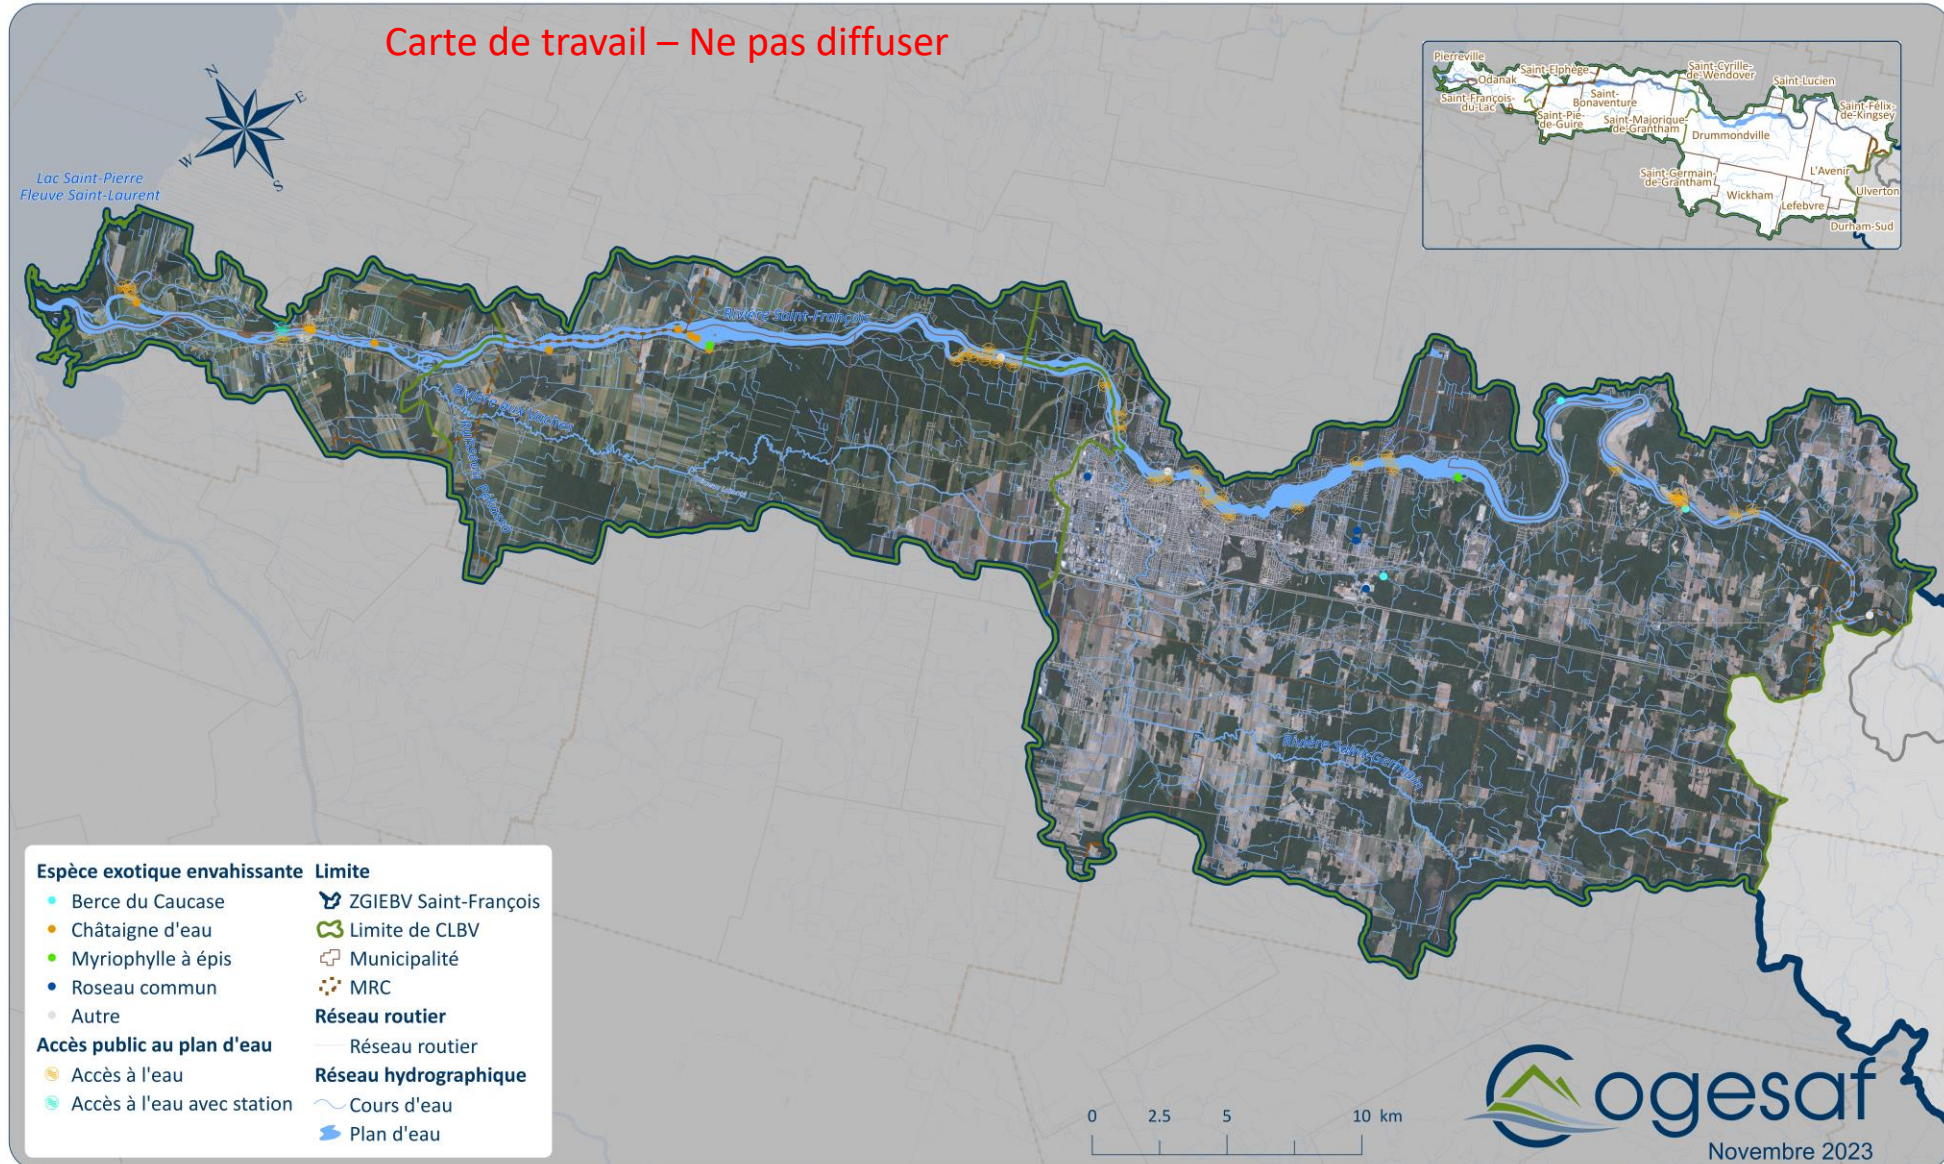 Carte de travail – Ne pas diffuser
N
E
W
S
Lac Saint-Pierre
Fleuve Saint-Laurent
Pierreville
Odanak
Saint-Elphège
Saint-Cyrille-
de-Wendover
Saint-Lucien
Saint-François-
du-Lac
Saint-
Bonaventure
Saint-Félix-
de-Kingsey
Saint-Pie-
de-Guire
Saint-Majorique-
de-Grantham
Drummondville
Saint-Germain-
de-Grantham
L'Avenir
Wickham
Ulverton
Lefebvre
Durham-Sud
Rivière Saint-François
Rivière aux Vaches
Ruisseau
Rivière Saint-Germain
Espèce exotique envahissante
Berce du Caucase
Châtaigne d'eau
Myriophylle à épis
Roseau commun
Autre
Accès public au plan d'eau
Accès à l'eau
Accès à l'eau avec station
Limite
ZGIEBV Saint-François
Limite de CLBV
Municipalité
MRC
Réseau routier
Réseau routier
Réseau hydrographique
Cours d'eau
Plan d'eau
0 2.5 5 10 km
Cogesaf
Novembre 2023